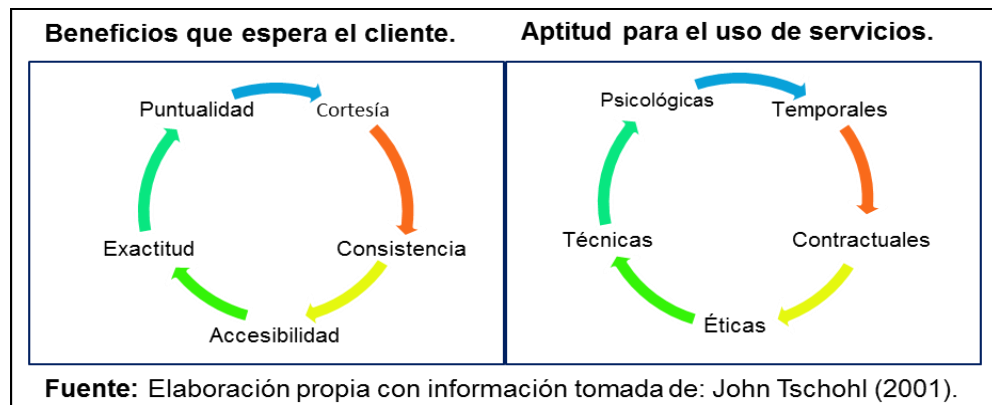 Beneficios que espera el cliente.
Aptitud para el uso de servicios.
Puntualidad
Cortesía
Consistencia
Accesibilidad
Exactitud
Psicológicas
Temporales
Contractuales
Éticas
Técnicas
Fuente: Elaboración propia con información tomada de: John Tschohl (2001).